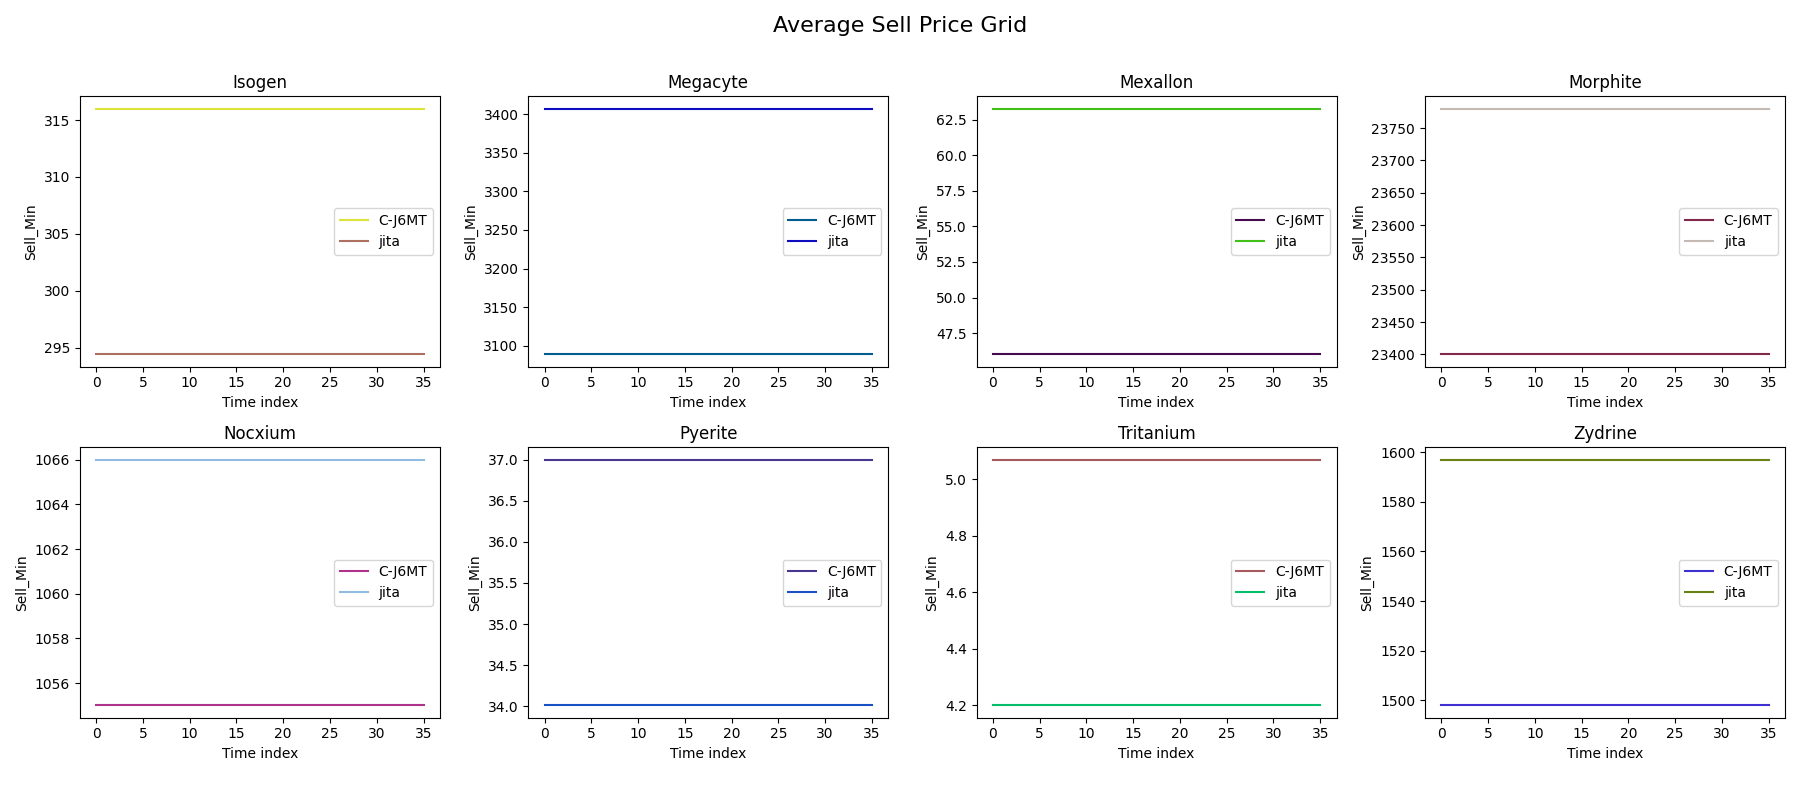 Average Sell Price Grid
Isogen
Sell_Min
315
310
305
300
295
C-J6MT
jita
0 5 10 15 20 25 30 35
Time index
Megacyte
Sell_Min
3400
3350
3300
3250
3200
3150
3100
C-J6MT
jita
0 5 10 15 20 25 30 35
Time index
Mexallon
Sell_Min
62.5
60.0
57.5
55.0
52.5
50.0
47.5
C-J6MT
jita
0 5 10 15 20 25 30 35
Time index
Morphite
Sell_Min
23750
23700
23650
23600
23550
23500
23450
23400
C-J6MT
jita
0 5 10 15 20 25 30 35
Time index
Nocxium
Sell_Min
1066
1064
1062
1060
1058
1056
C-J6MT
jita
0 5 10 15 20 25 30 35
Time index
Pyerite
Sell_Min
37.0
36.5
36.0
35.5
35.0
34.5
34.0
C-J6MT
jita
0 5 10 15 20 25 30 35
Time index
Tritanium
Sell_Min
5.0
4.8
4.6
4.4
4.2
C-J6MT
jita
0 5 10 15 20 25 30 35
Time index
Zydrine
Sell_Min
1600
1580
1560
1540
1520
1500
C-J6MT
jita
0 5 10 15 20 25 30 35
Time index